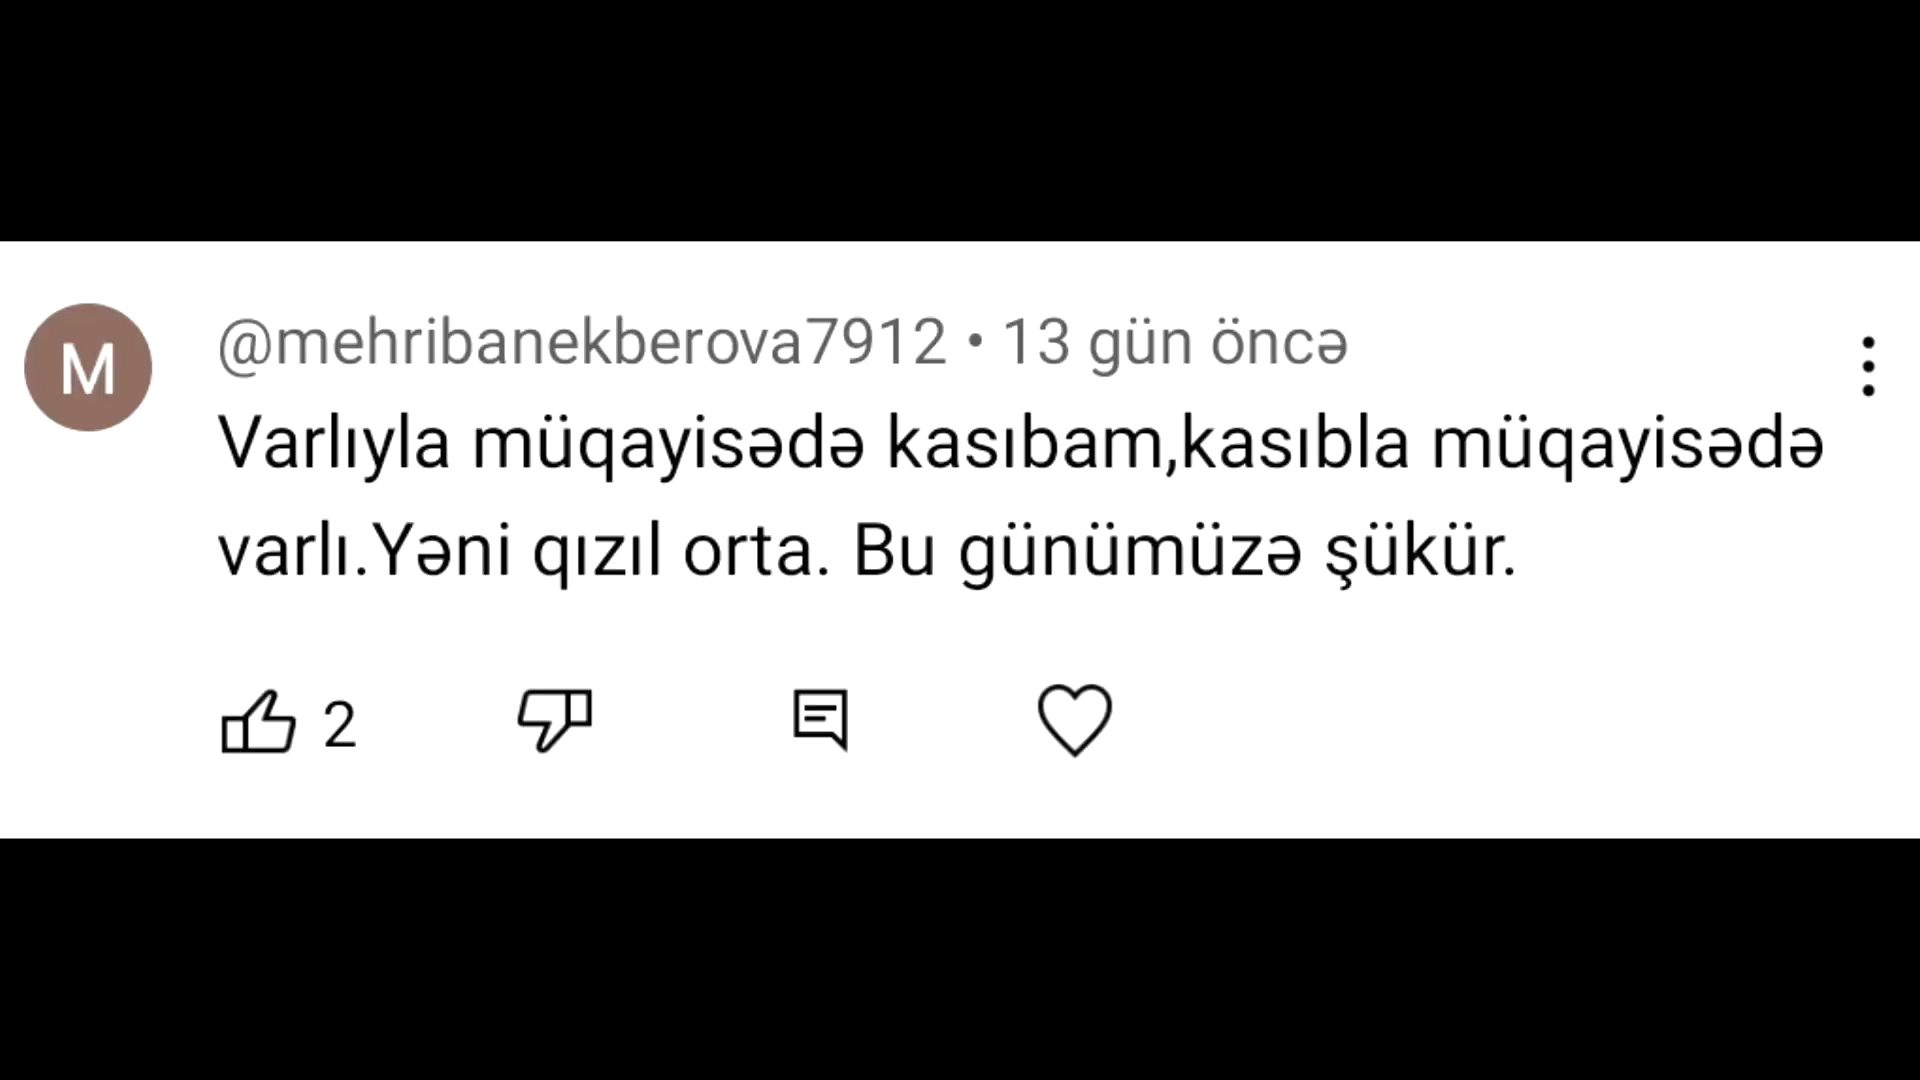 M
@mehribanekberova7912 • 13 gün öncə
Varlıyla müqayisədə kasıbam,kasıbla müqayisədə
varlı.Yəni qızıl orta. Bu günümüzə şükür.
2